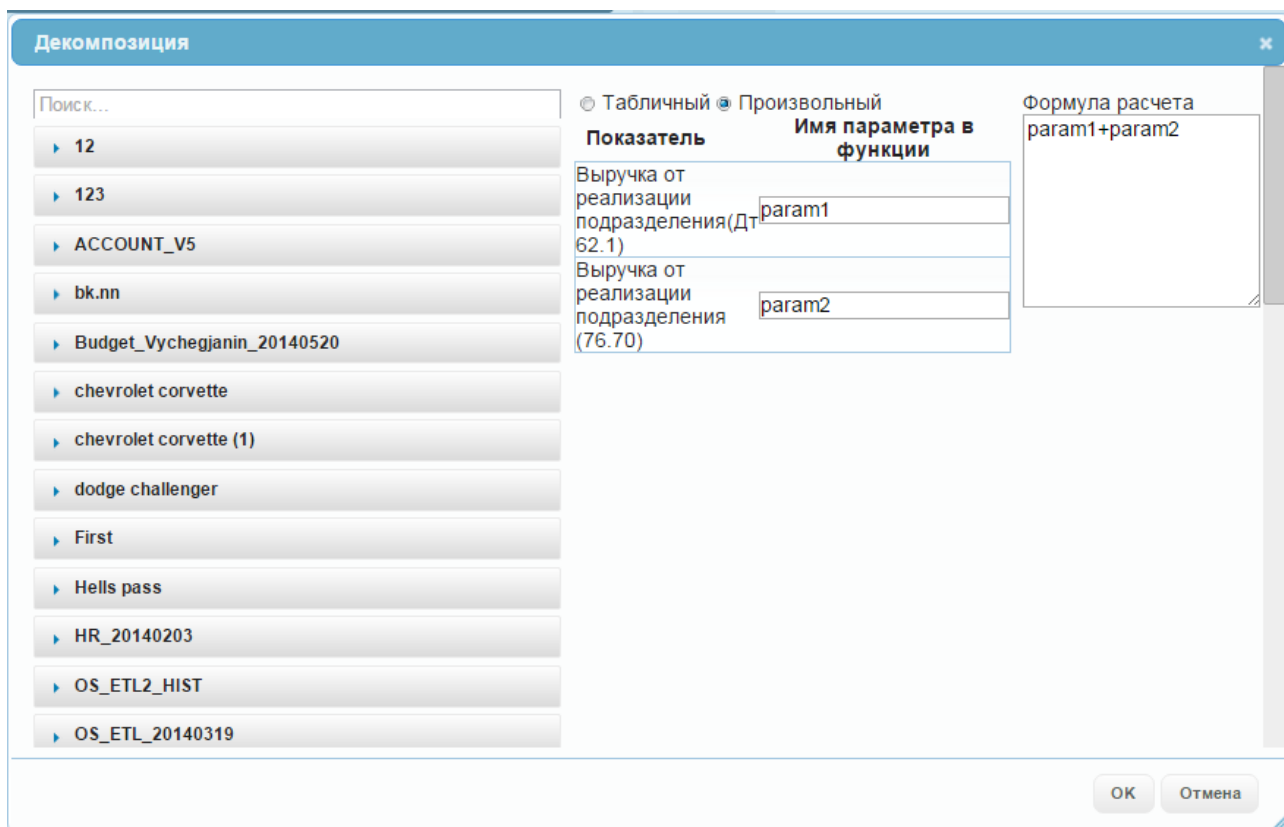 Декомпозиция
Поиск...
12
123
ACCOUNT_V5
bk.nn
Budget_Vychegjanin_20140520
chevrolet corvette
chevrolet corvette (1)
dodge challenger
First
Hells pass
HR_20140203
OS_ETL2_HIST
OS_ETL_20140319
Табличный Произвольный
Показатель
Имя параметра в
функции
Выручка от
реализации
подразделения(Дт
62.1)
param1
Выручка от
реализации
подразделения
(76.70)
param2
Формула расчета
param1+param2
OK
Отмена